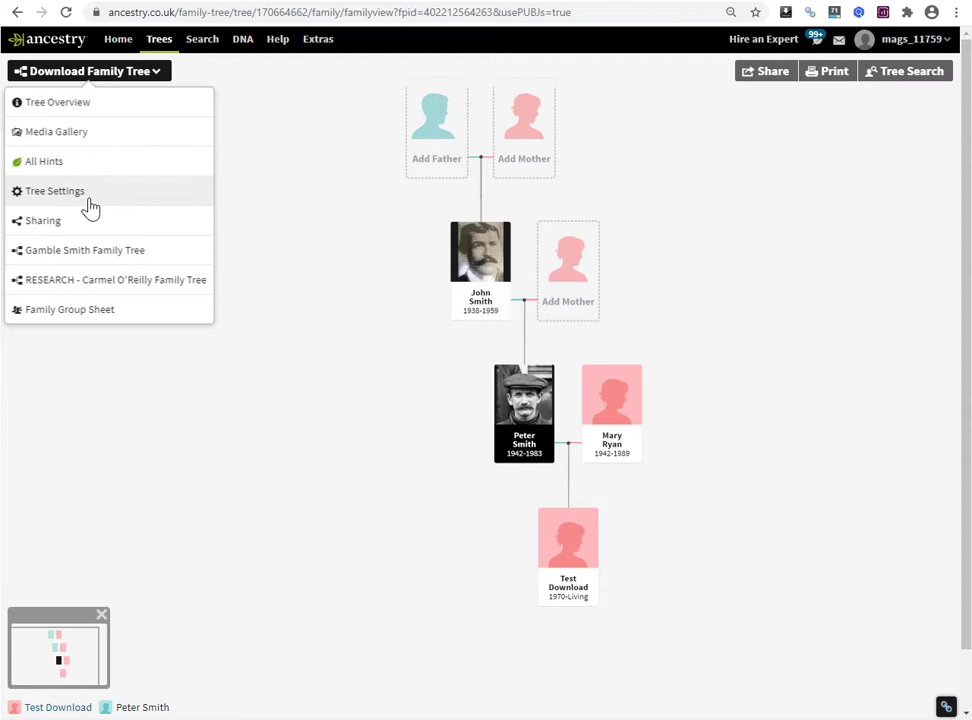 ancestry.co.uk/family-tree/tree/170664662/family/familyview?fpid=402212564263&usePUBJs=true
71
ancestry Home Trees Search DNA Help Extras Hire an Expert 99+ mags_11759
Download Family Tree Share Print Tree Search
Tree Overview
Media Gallery
All Hints
Tree Settings
Sharing
Gamble Smith Family Tree
RESEARCH - Carmel O'Reilly Family Tree
Family Group Sheet
Add Father Add Mother
John
Smith
1938-1959
Add Mother
Peter
Smith
1942-1983
Mary
Ryan
1942-1989
Test
Download
1970-Living
Test Download Peter Smith